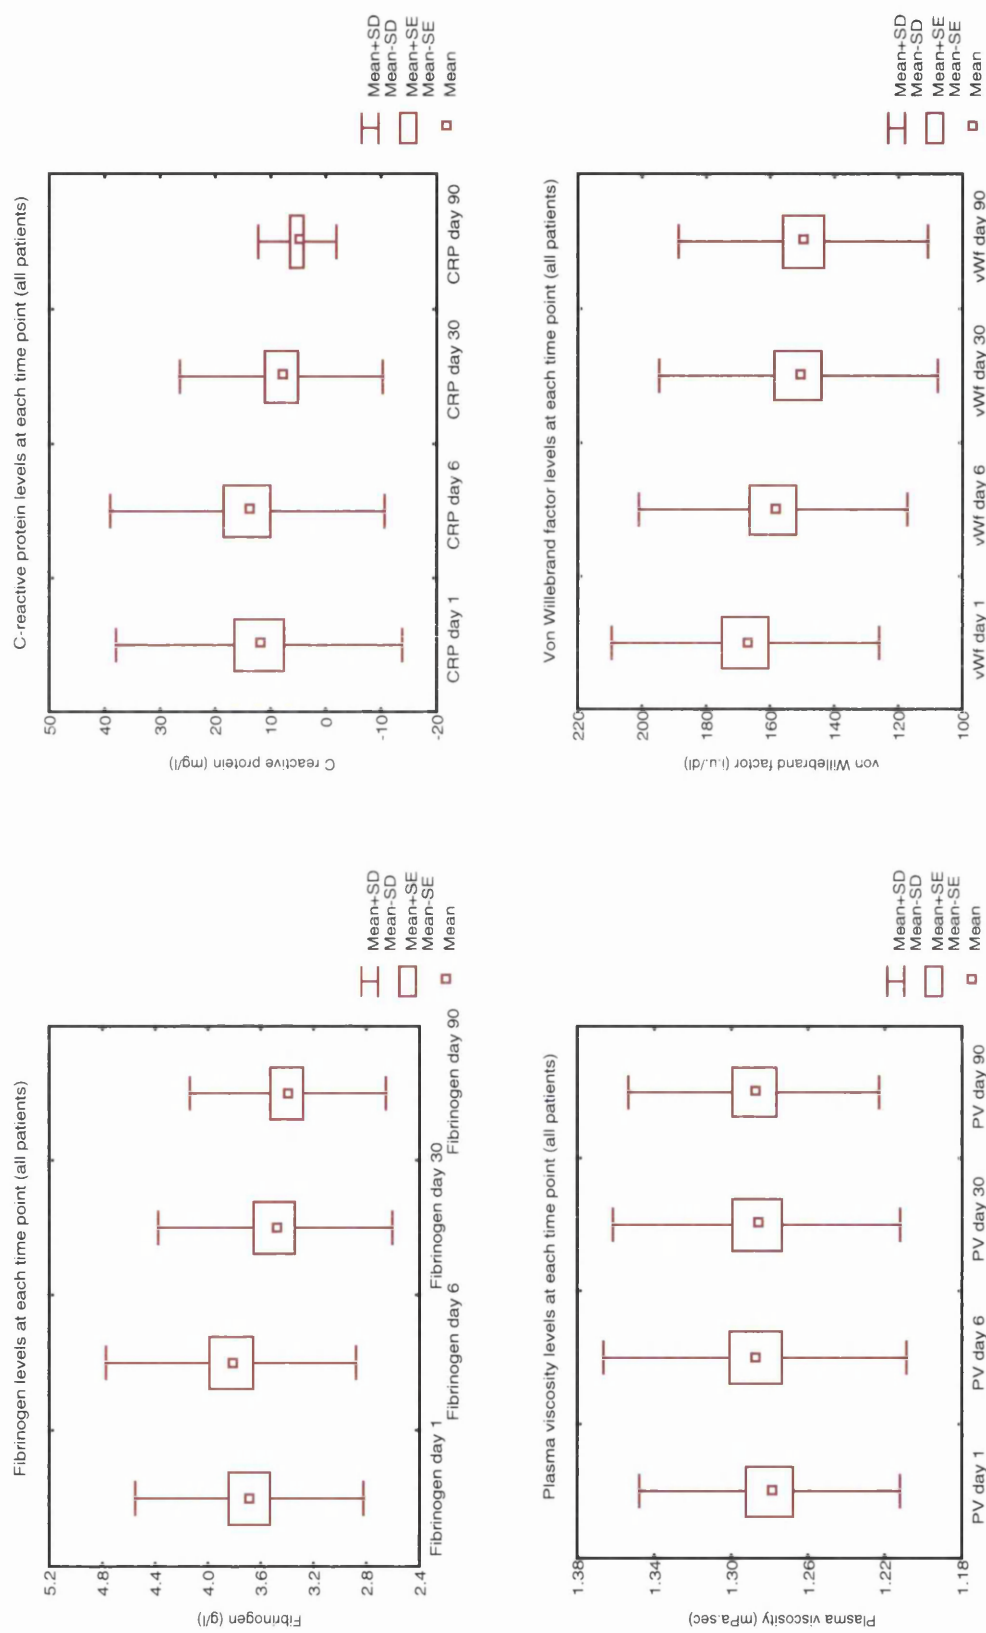 Fibrinogen levels at each time point (all patients)
Fibrinogen (g/l)
5.2
4.8
4.4
4.0
3.6
3.2
2.8
2.4
Fibrinogen day 1
Fibrinogen day 6
Fibrinogen day 30
Fibrinogen day 90
Mean+SD
Mean-SD
Mean+SE
Mean-SE
Mean
C-reactive protein levels at each time point (all patients)
C reactive protein (mg/l)
50
40
30
20
10
0
-10
-20
CRP day 1
CRP day 6
CRP day 30
CRP day 90
Mean+SD
Mean-SD
Mean+SE
Mean-SE
Mean
Plasma viscosity levels at each time point (all patients)
Plasma viscosity (mPa.sec)
1.38
1.34
1.30
1.26
1.22
1.18
PV day 1
PV day 6
PV day 30
PV day 90
Mean+SD
Mean-SD
Mean+SE
Mean-SE
Mean
Von Willebrand factor levels at each time point (all patients)
von Willebrand factor (i.u./dl)
220
200
180
160
140
120
100
vWf day 1
vWf day 6
vWf day 30
vWf day 90
Mean+SD
Mean-SD
Mean+SE
Mean-SE
Mean